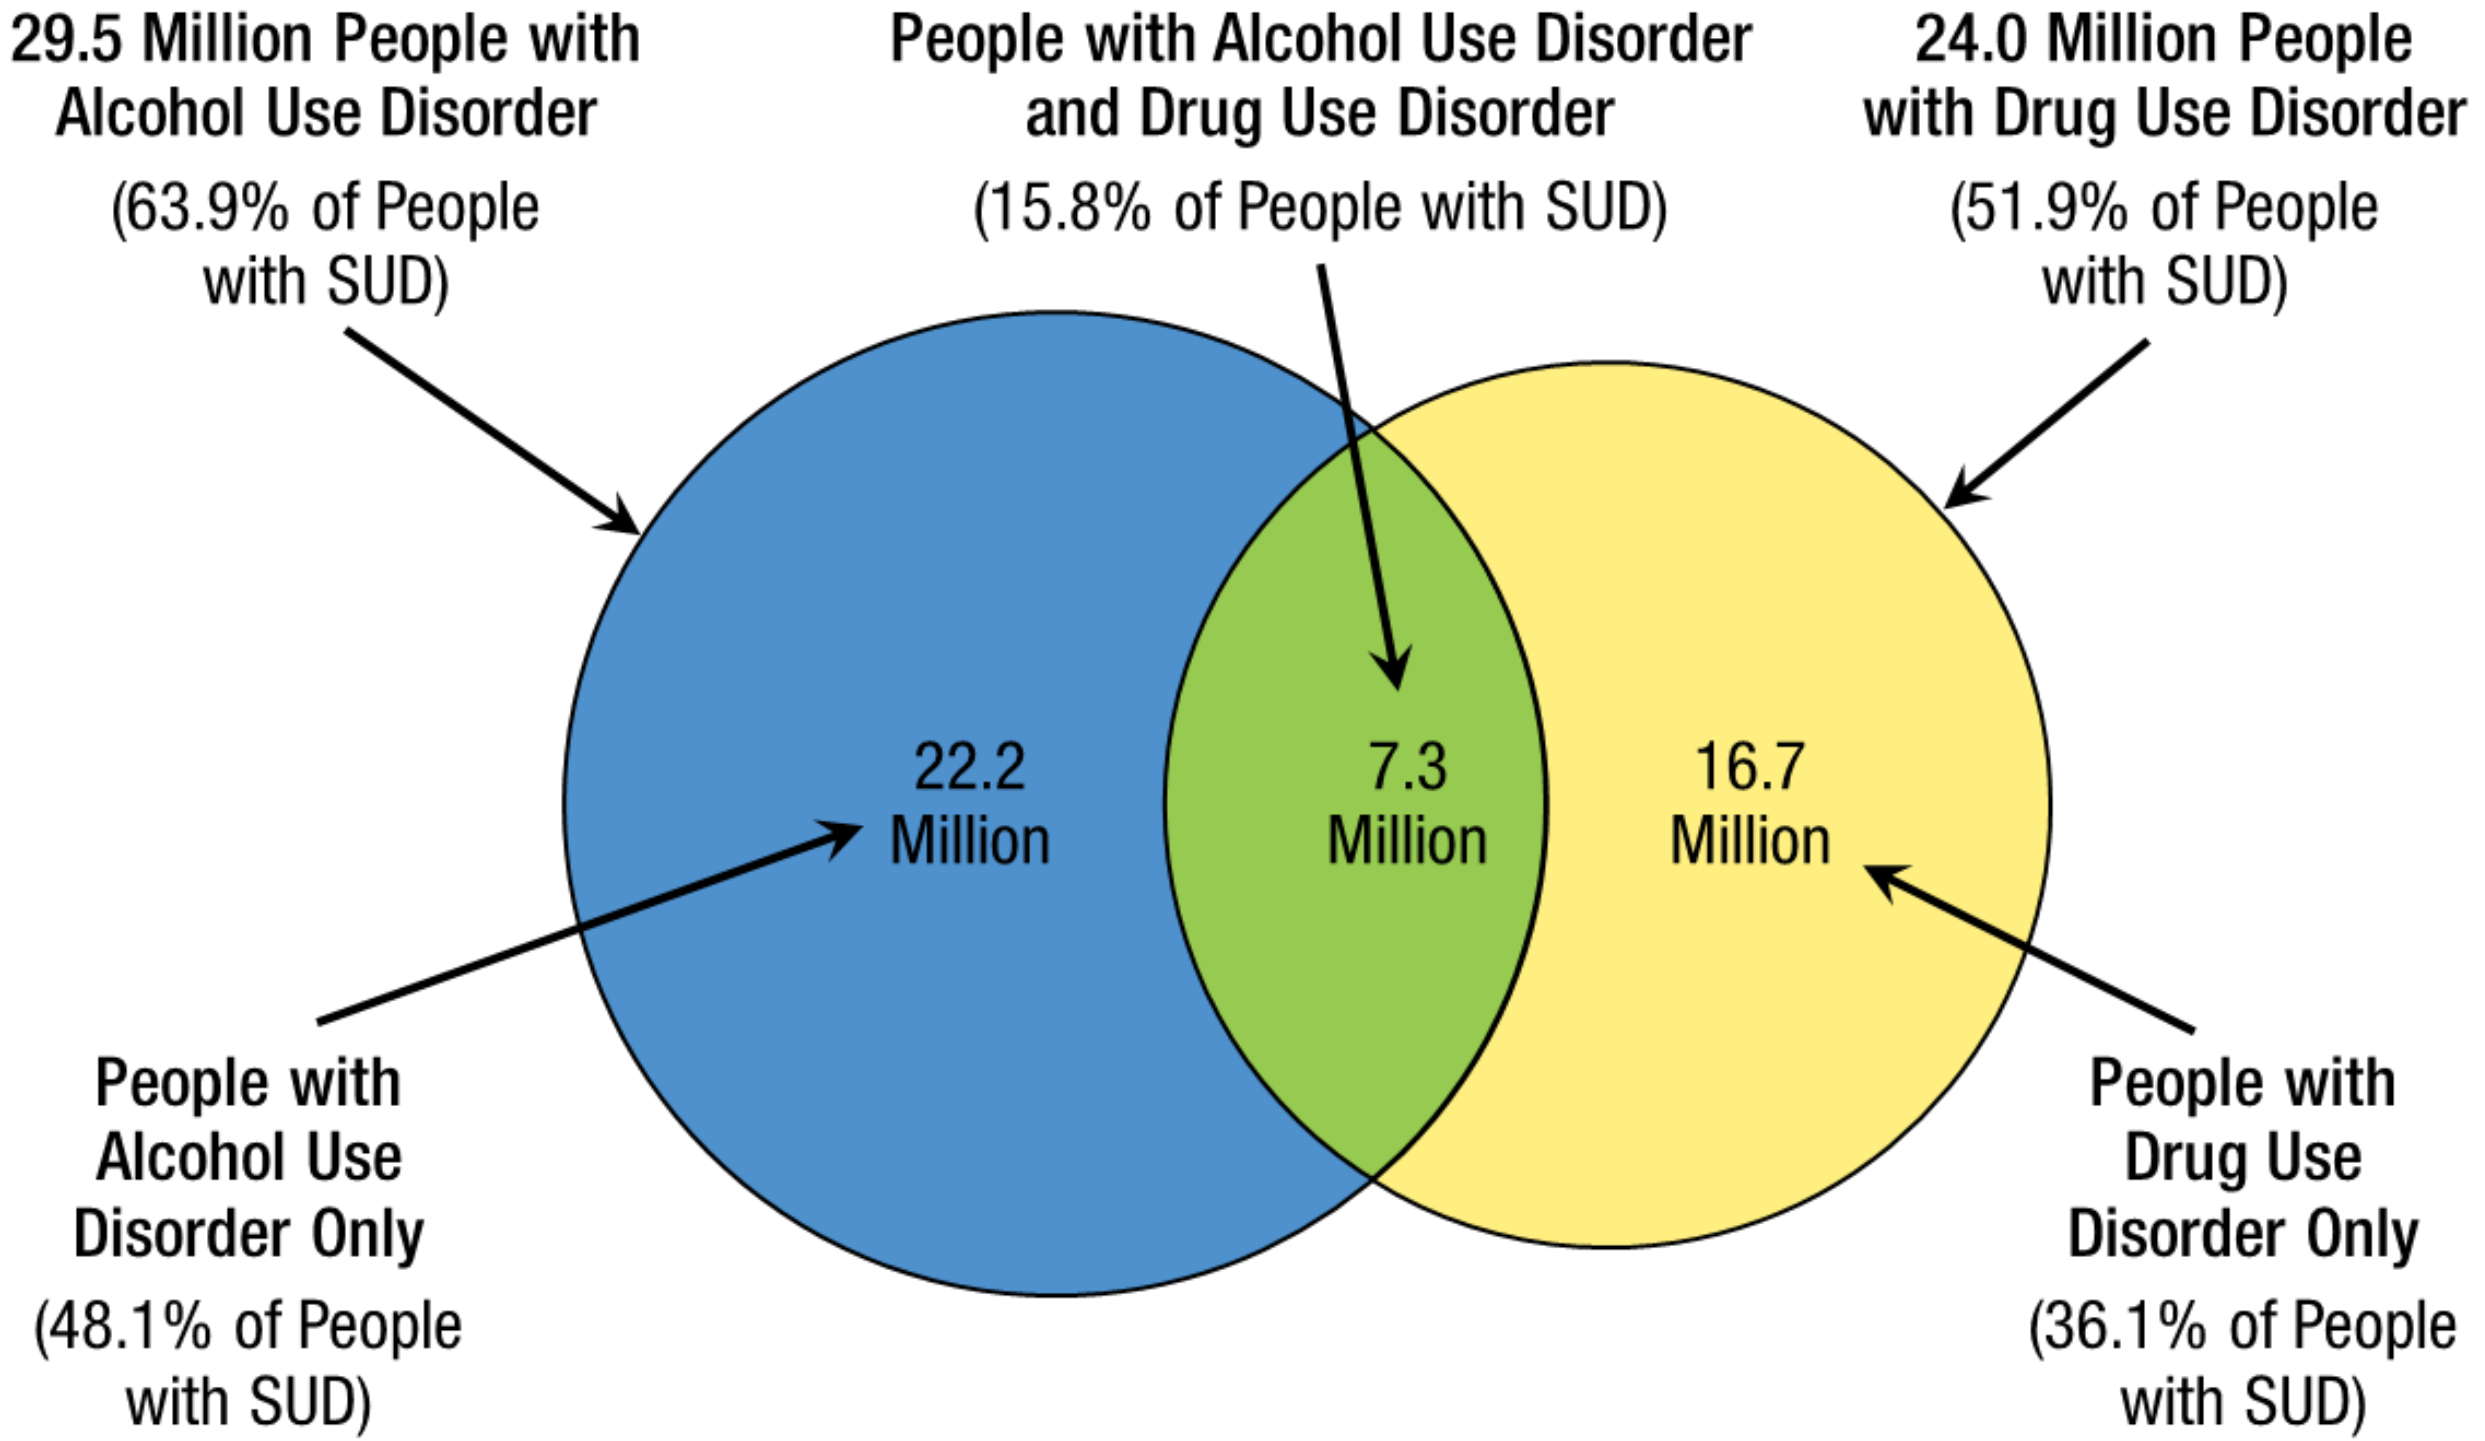 29.5 Million People with
Alcohol Use Disorder
(63.9% of People
with SUD)
People with Alcohol Use Disorder
and Drug Use Disorder
(15.8% of People with SUD)
24.0 Million People
with Drug Use Disorder
(51.9% of People
with SUD)
22.2
Million
7.3
Million
16.7
Million
People with
Alcohol Use
Disorder Only
(48.1% of People
with SUD)
People with
Drug Use
Disorder Only
(36.1% of People
with SUD)